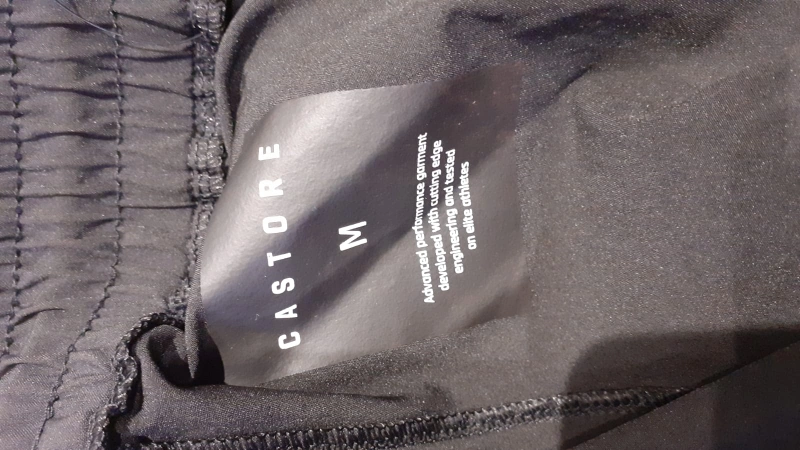 CASTORE
M
Advanced performance garment
developed with cutting edge
engineering and tested
on elite athletes